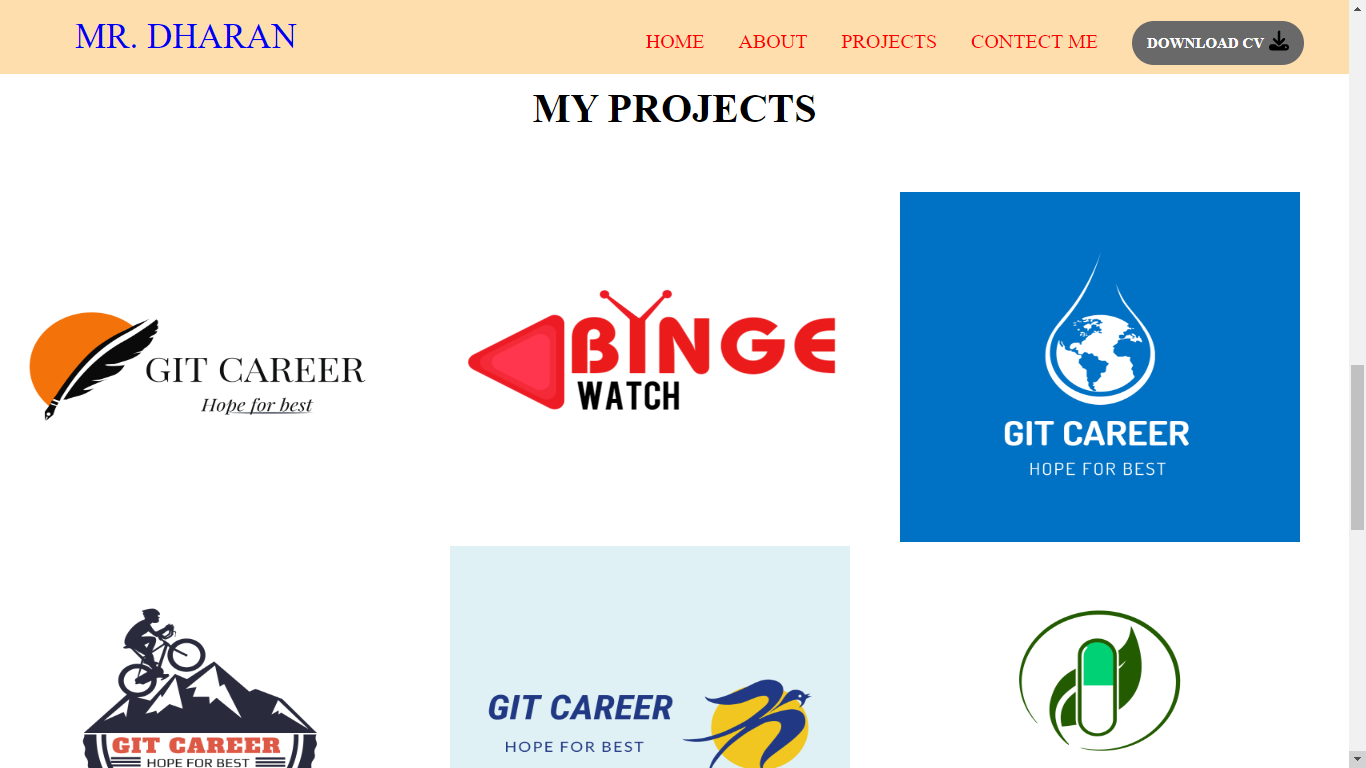 MR. DHARAN
HOME ABOUT PROJECTS CONTECT ME DOWNLOAD CV
MY PROJECTS
GIT CAREER
Hope for best
BINGE
WATCH
GIT CAREER
HOPE FOR BEST
GIT CAREER
HOPE FOR BEST
GIT CAREER
HOPE FOR BEST